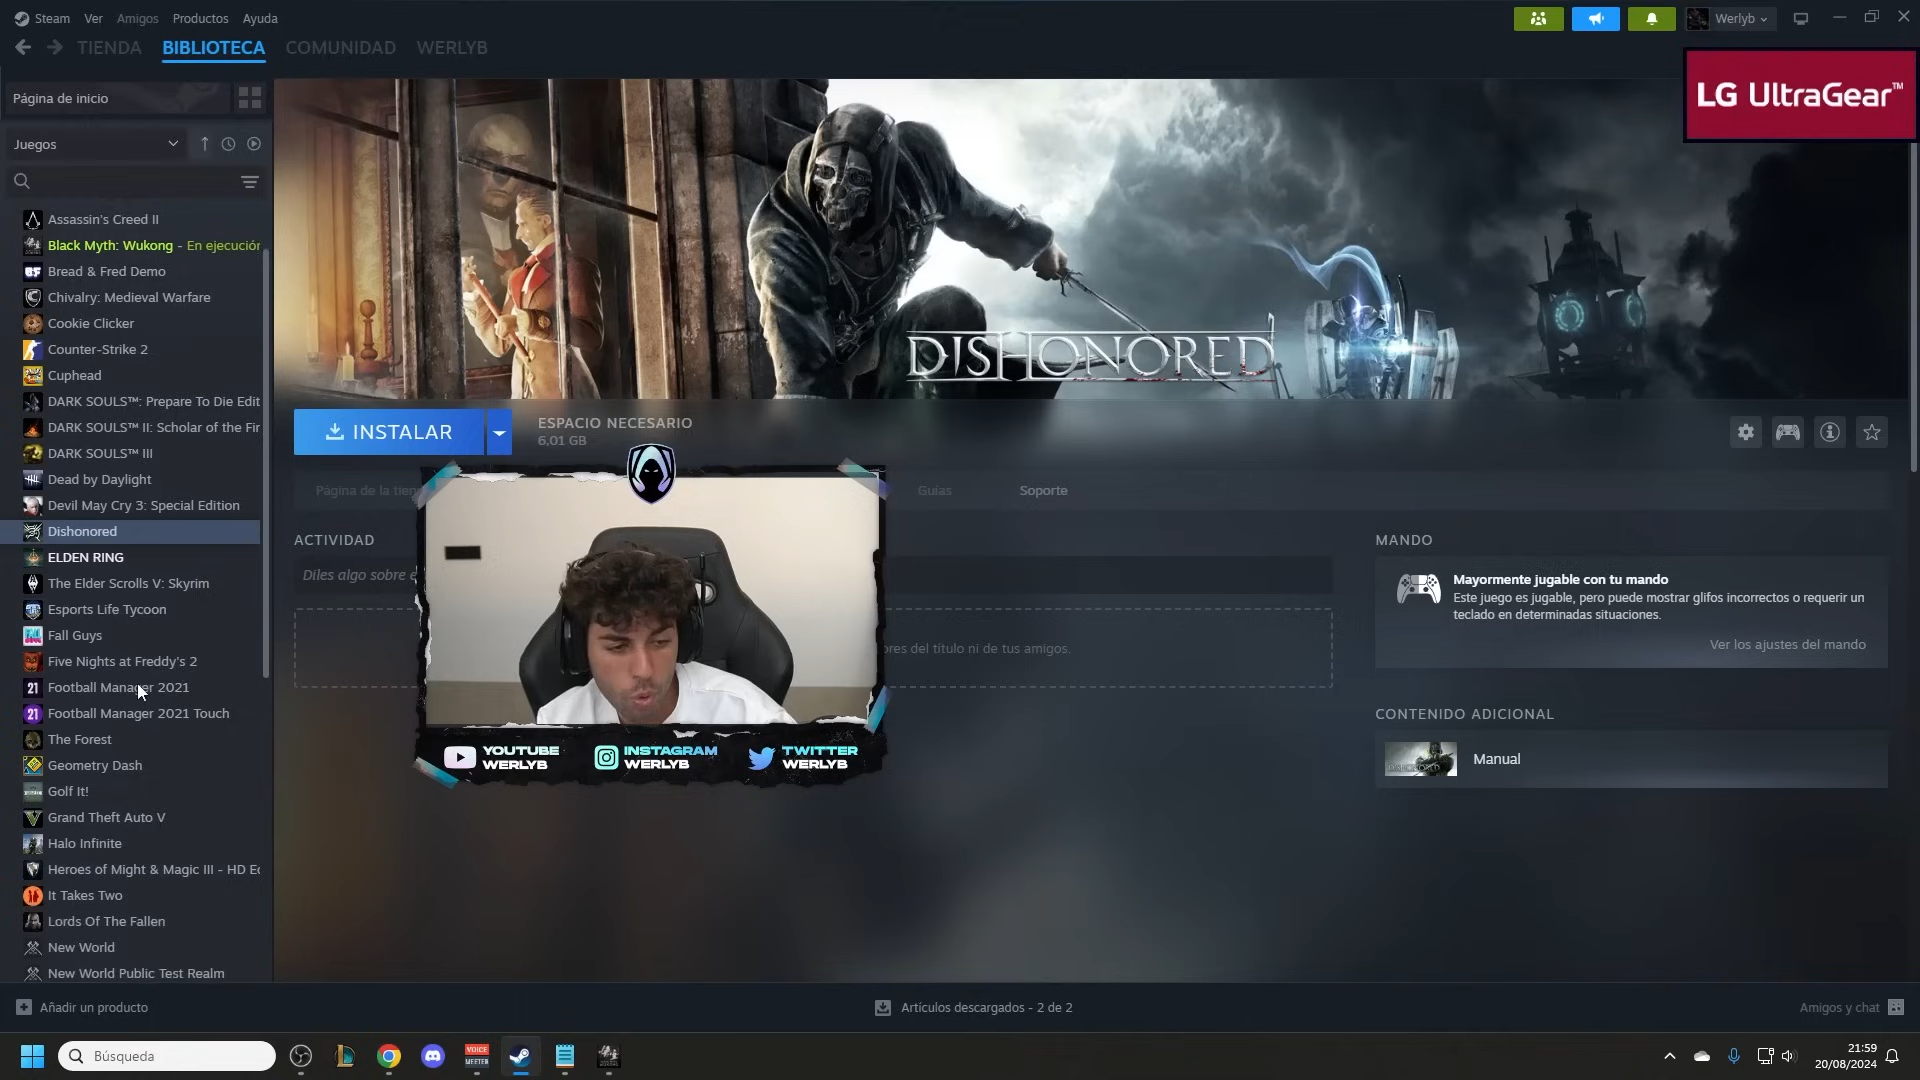 Steam Ver Amigos Productos Ayuda
Werlyb
TIENDA BIBLIOTECA COMUNIDAD WERLYB
LG UltraGear™
Página de inicio
Juegos
Assassin's Creed II
Black Myth: Wukong - En ejecución
Bread & Fred Demo
Chivalry: Medieval Warfare
Cookie Clicker
Counter-Strike 2
Cuphead
DARK SOULS™: Prepare To Die Edit
DARK SOULS™ II: Scholar of the Fir
DARK SOULS™ III
Dead by Daylight
Devil May Cry 3: Special Edition
Dishonored
ELDEN RING
The Elder Scrolls V: Skyrim
Esports Life Tycoon
Fall Guys
Five Nights at Freddy's 2
Football Manager 2021
Football Manager 2021 Touch
The Forest
Geometry Dash
Golf It!
Grand Theft Auto V
Halo Infinite
Heroes of Might & Magic III - HD Ed
It Takes Two
Lords Of The Fallen
New World
New World Public Test Realm
DISHONORED
INSTALAR
ESPACIO NECESARIO
6,01 GB
Página de la tien
Guías
Soporte
ACTIVIDAD
Diles algo sobre e
ores del título ni de tus amigos.
YOUTUBE
WERLYB
INSTAGRAM
WERLYB
TWITTER
WERLYB
MANDO
Mayormente jugable con tu mando
Este juego es jugable, pero puede mostrar glifos incorrectos o requerir un
teclado en determinadas situaciones.
Ver los ajustes del mando
CONTENIDO ADICIONAL
Manual
Añadir un producto
Artículos descargados - 2 de 2
Amigos y chat
Búsqueda
VOICE
MEETER
21:59
20/08/2024